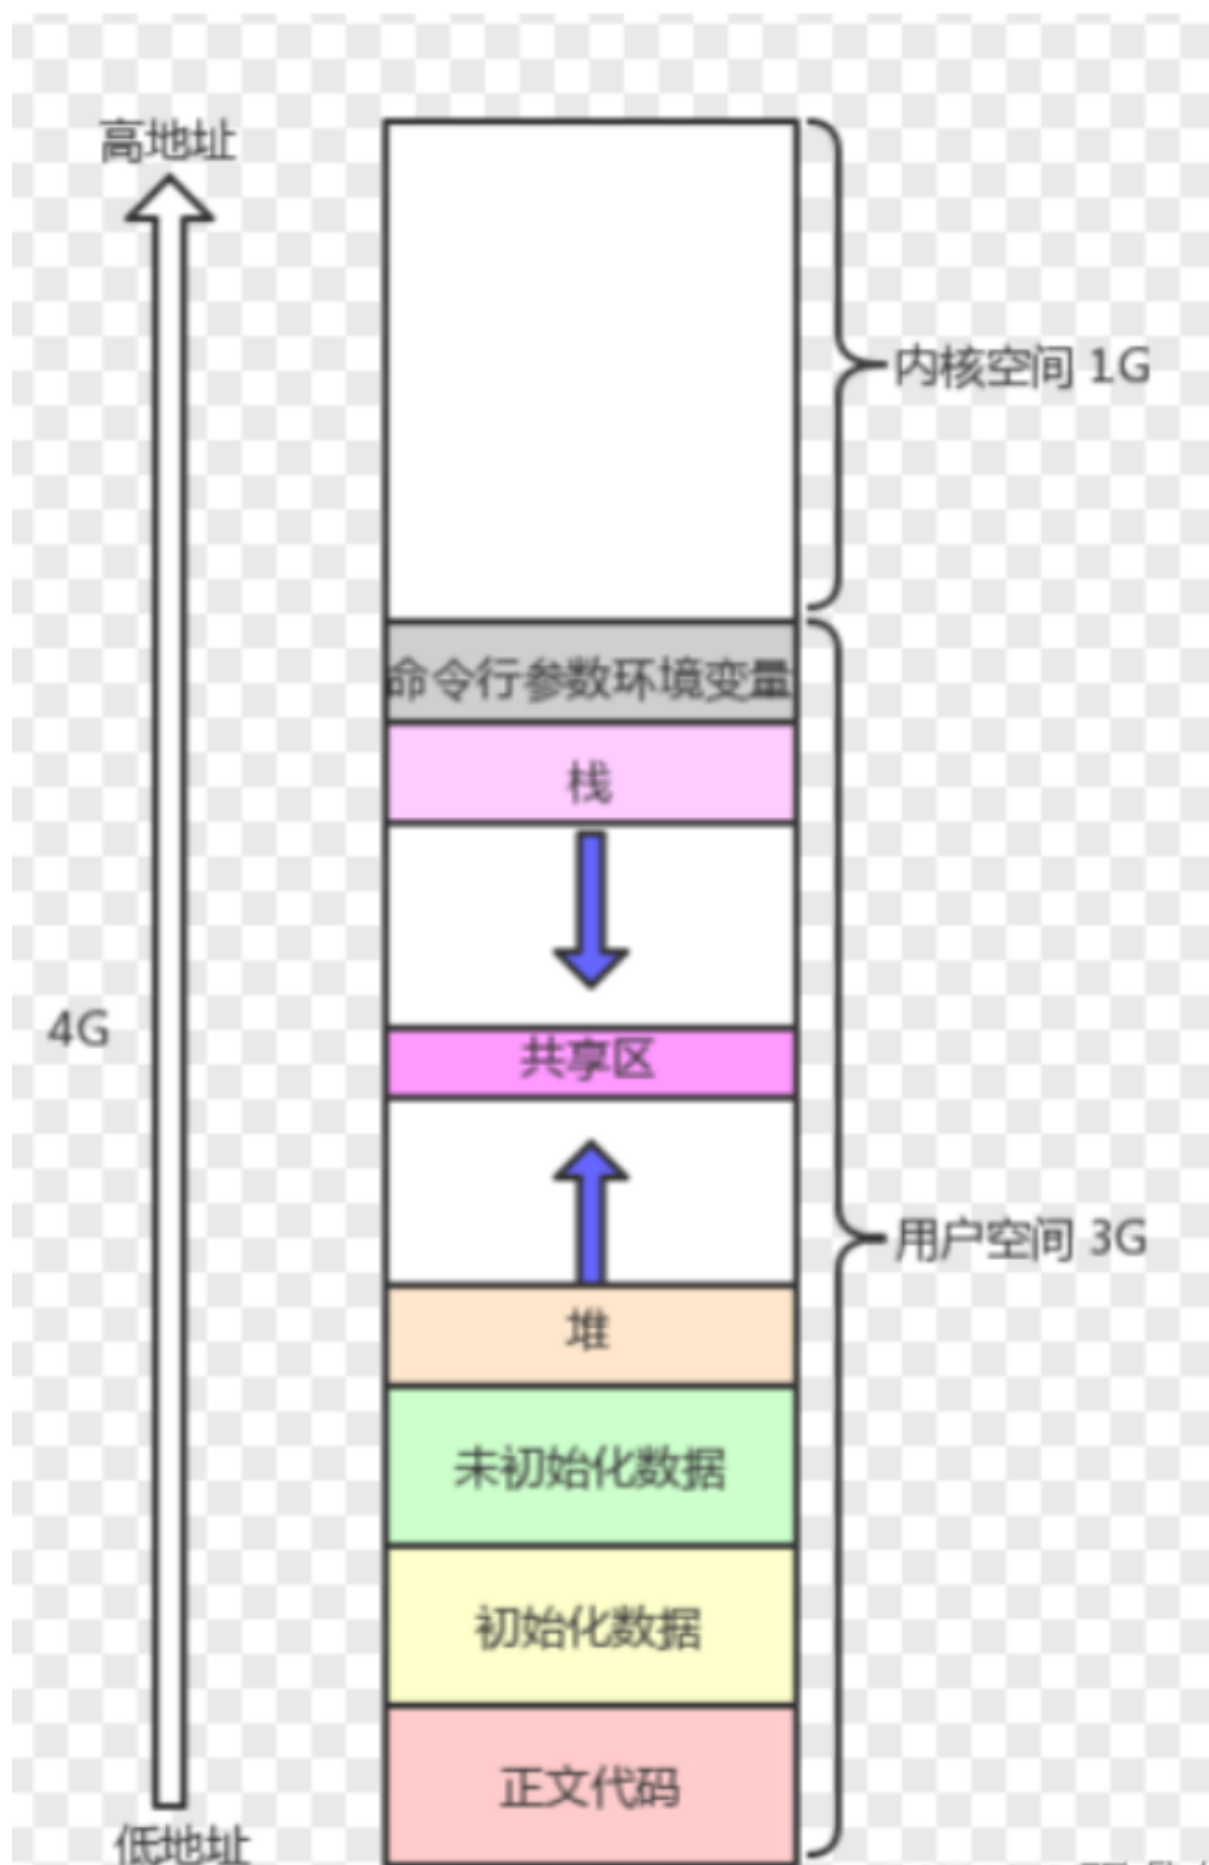 高地址
内核空间 1G
命令行参数环境变量
栈
4G
共享区
用户空间 3G
堆
未初始化数据
初始化数据
正文代码
低地址